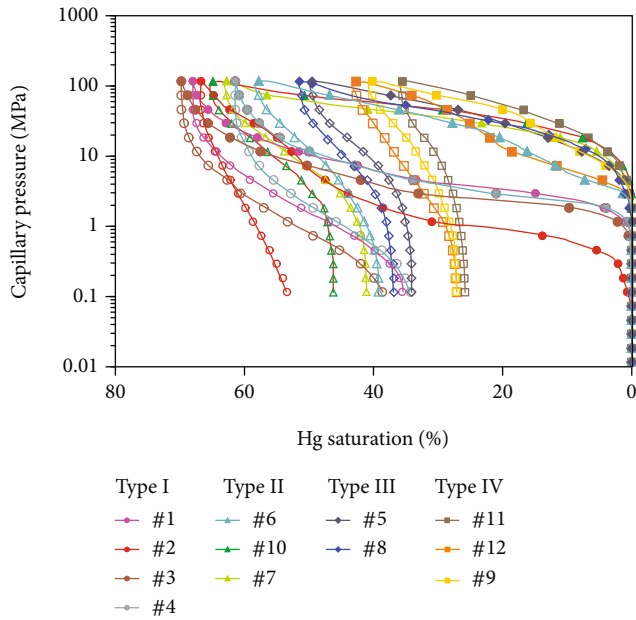 1000
100
10
1
0.1
0.01
Capillary pressure (MPa)
80 60 40 20 0
Hg saturation (%)
Type I Type II Type III Type IV
#1 #6 #5 #11
#2 #10 #8 #12
#3 #7 #9
#4